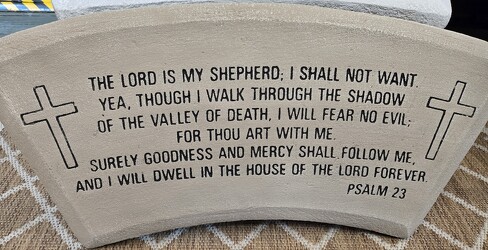 THE LORD IS MY SHEPHERD; I SHALL NOT WANT.
YEA, THOUGH I WALK THROUGH THE SHADOW
OF THE VALLEY OF DEATH, I WILL FEAR NO EVIL;
FOR THOU ART WITH ME.
SURELY GOODNESS AND MERCY SHALL FOLLOW ME,
AND I WILL DWELL IN THE HOUSE OF THE LORD FOREVER.
PSALM 23